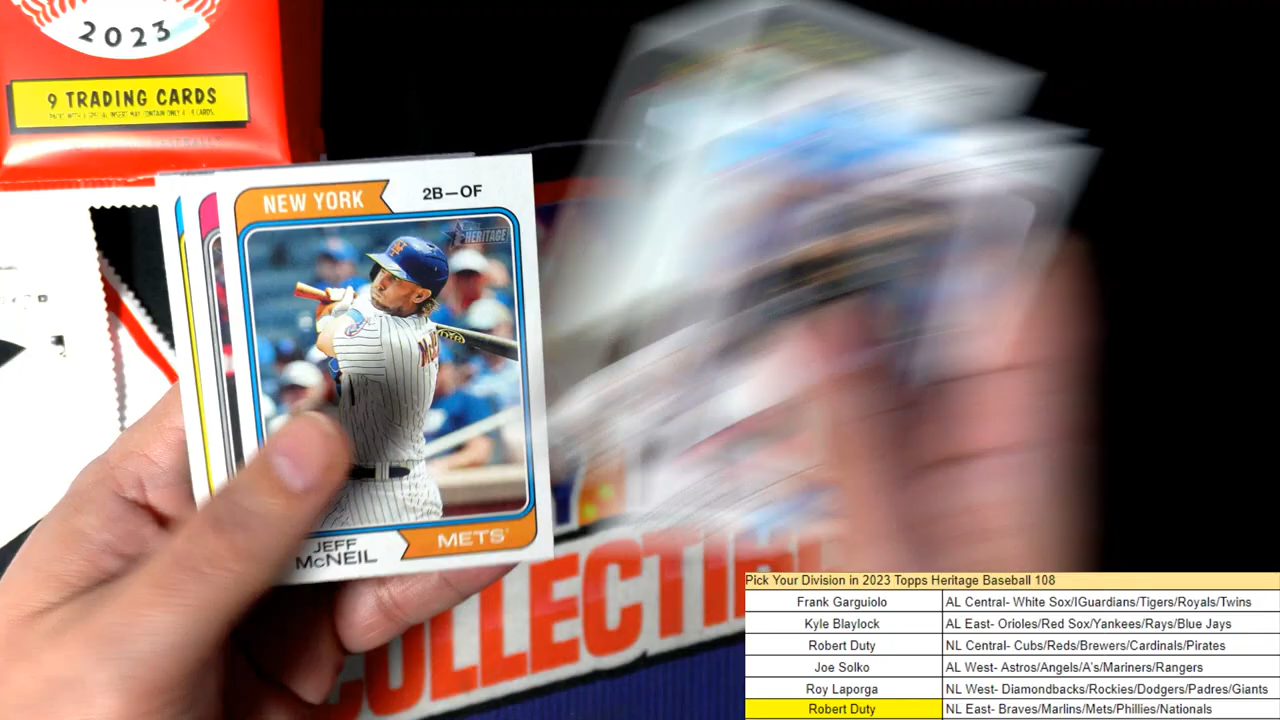 2023
9 TRADING CARDS
NEW YORK
2B—OF
HERITAGE
JEFF
McNEIL
METS
COLLECTIBL
Pick Your Division in 2023 Topps Heritage Baseball 108
Frank Garguiolo AL Central- White Sox/IGuardians/Tigers/Royals/Twins
Kyle Blaylock AL East- Orioles/Red Sox/Yankees/Rays/Blue Jays
Robert Duty NL Central- Cubs/Reds/Brewers/Cardinals/Pirates
Joe Solko AL West- Astros/Angels/A's/Mariners/Rangers
Roy Laporga NL West- Diamondbacks/Rockies/Dodgers/Padres/Giants
Robert Duty NL East- Braves/Marlins/Mets/Phillies/Nationals